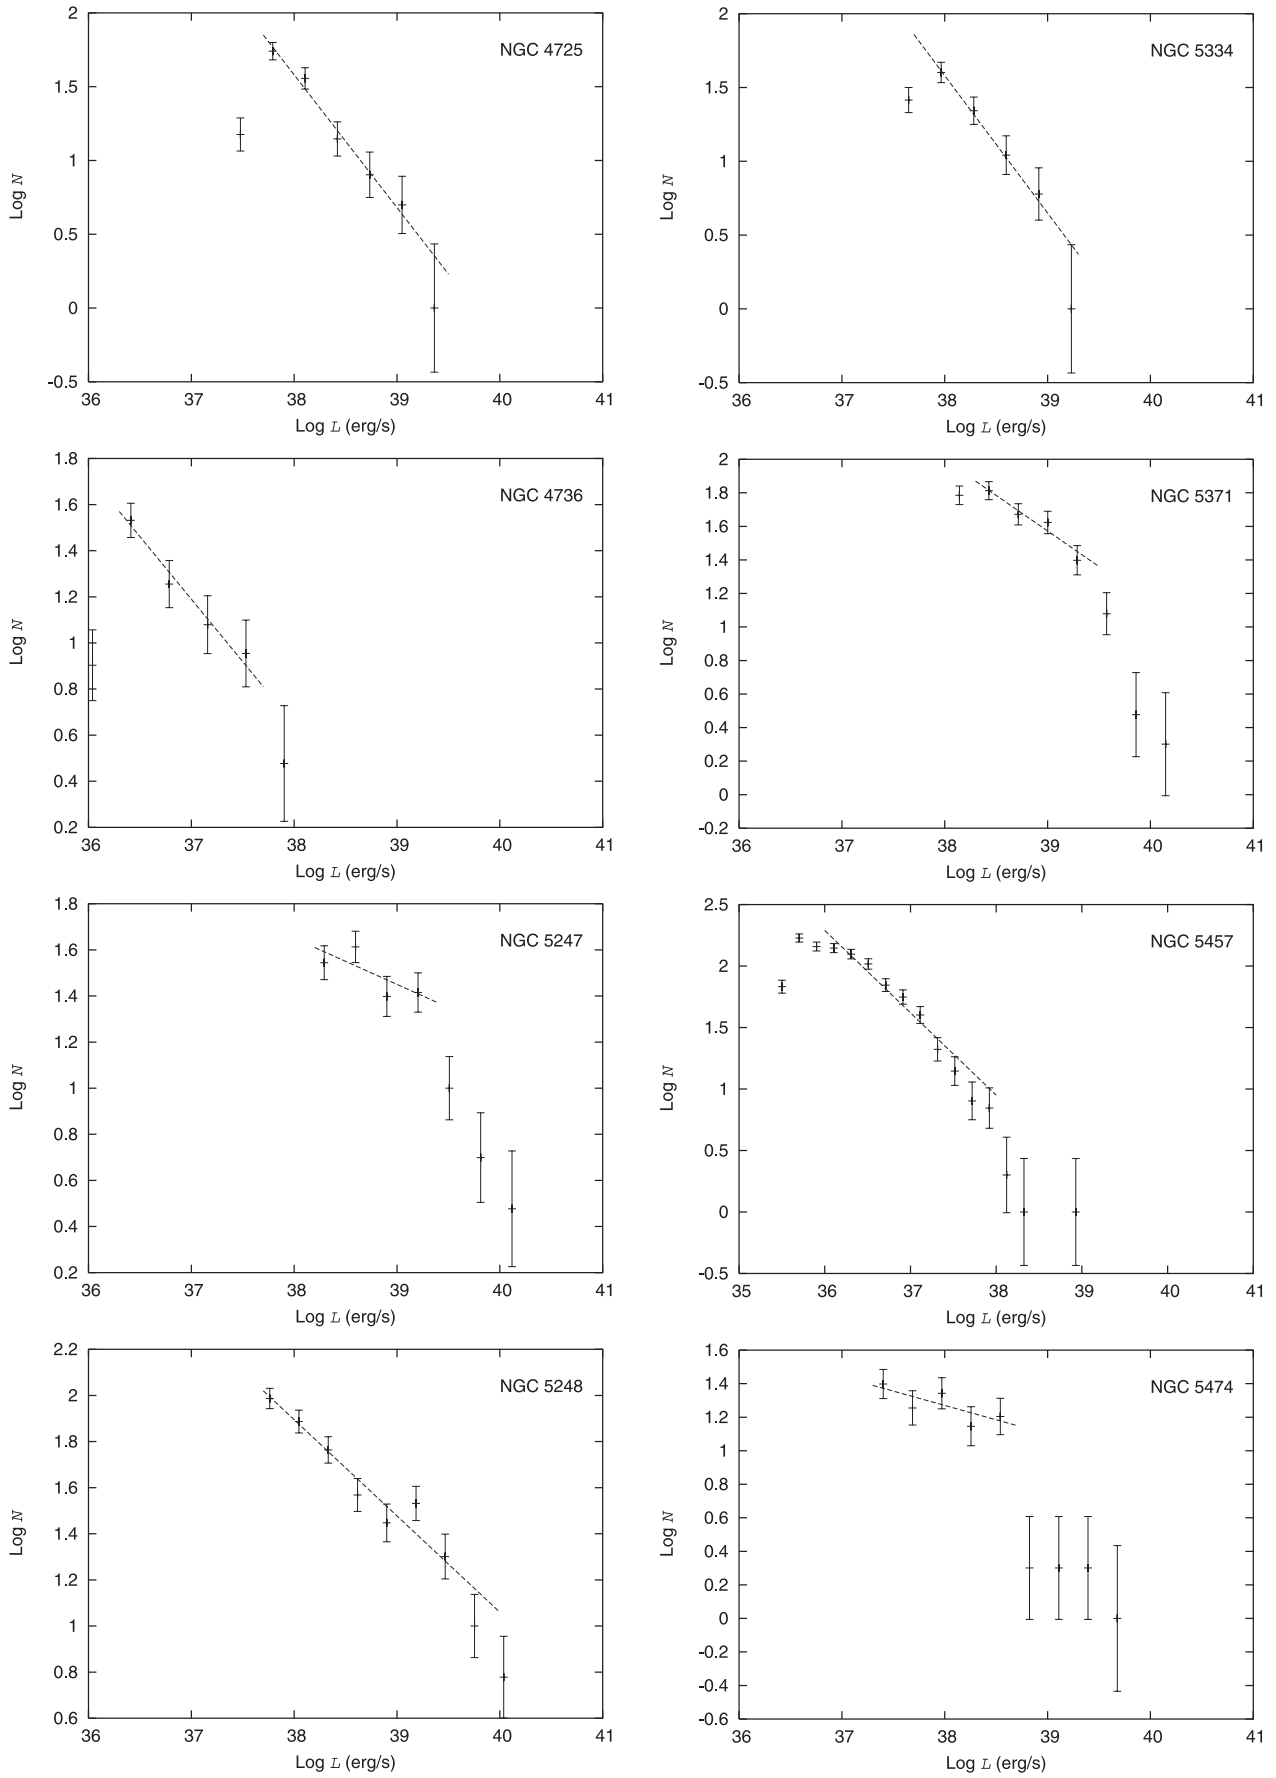 2
1.5
1
0.5
0
-0.5
Log N
NGC 4725
36 37 38 39 40 41
Log L (erg/s)
2
1.5
1
0.5
0
-0.5
Log N
NGC 5334
36 37 38 39 40 41
Log L (erg/s)
1.8
1.6
1.4
1.2
1
0.8
0.6
0.4
0.2
Log N
NGC 4736
36 37 38 39 40 41
Log L (erg/s)
2
1.8
1.6
1.4
1.2
1
0.8
0.6
0.4
0.2
0
-0.2
Log N
NGC 5371
36 37 38 39 40 41
Log L (erg/s)
1.8
1.6
1.4
1.2
1
0.8
0.6
0.4
0.2
Log N
NGC 5247
36 37 38 39 40 41
Log L (erg/s)
2.5
2
1.5
1
0.5
0
-0.5
Log N
NGC 5457
35 36 37 38 39 40 41
Log L (erg/s)
2.2
2
1.8
1.6
1.4
1.2
1
0.8
0.6
Log N
NGC 5248
36 37 38 39 40 41
Log L (erg/s)
1.6
1.4
1.2
1
0.8
0.6
0.4
0.2
0
-0.2
-0.4
-0.6
Log N
NGC 5474
36 37 38 39 40 41
Log L (erg/s)